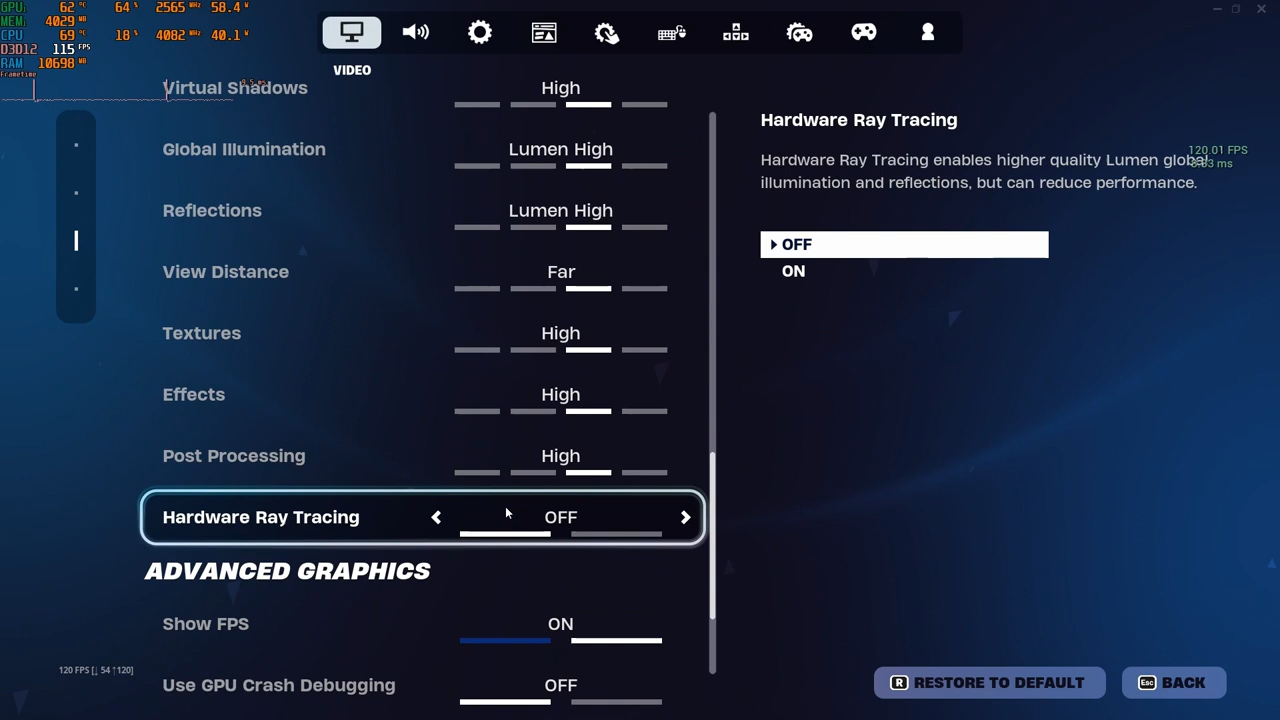 GPU 62 °C 64 % 2565 MHz 58.4 W
MEM 4029 MB
CPU 69 °C 18 % 4082 MHz 40.1 W
D3D12 115 FPS
RAM 10698 MB
Frametime
VIDEO
Virtual Shadows High
Global Illumination Lumen High
Reflections Lumen High
View Distance Far
Textures High
Effects High
Post Processing High
Hardware Ray Tracing OFF
ADVANCED GRAPHICS
Show FPS ON
Use GPU Crash Debugging OFF
Hardware Ray Tracing
Hardware Ray Tracing enables higher quality Lumen global
illumination and reflections, but can reduce performance.
120.01 FPS
ms
OFF
ON
120 FPS [↓ 54 ↑120]
R RESTORE TO DEFAULT
Esc BACK